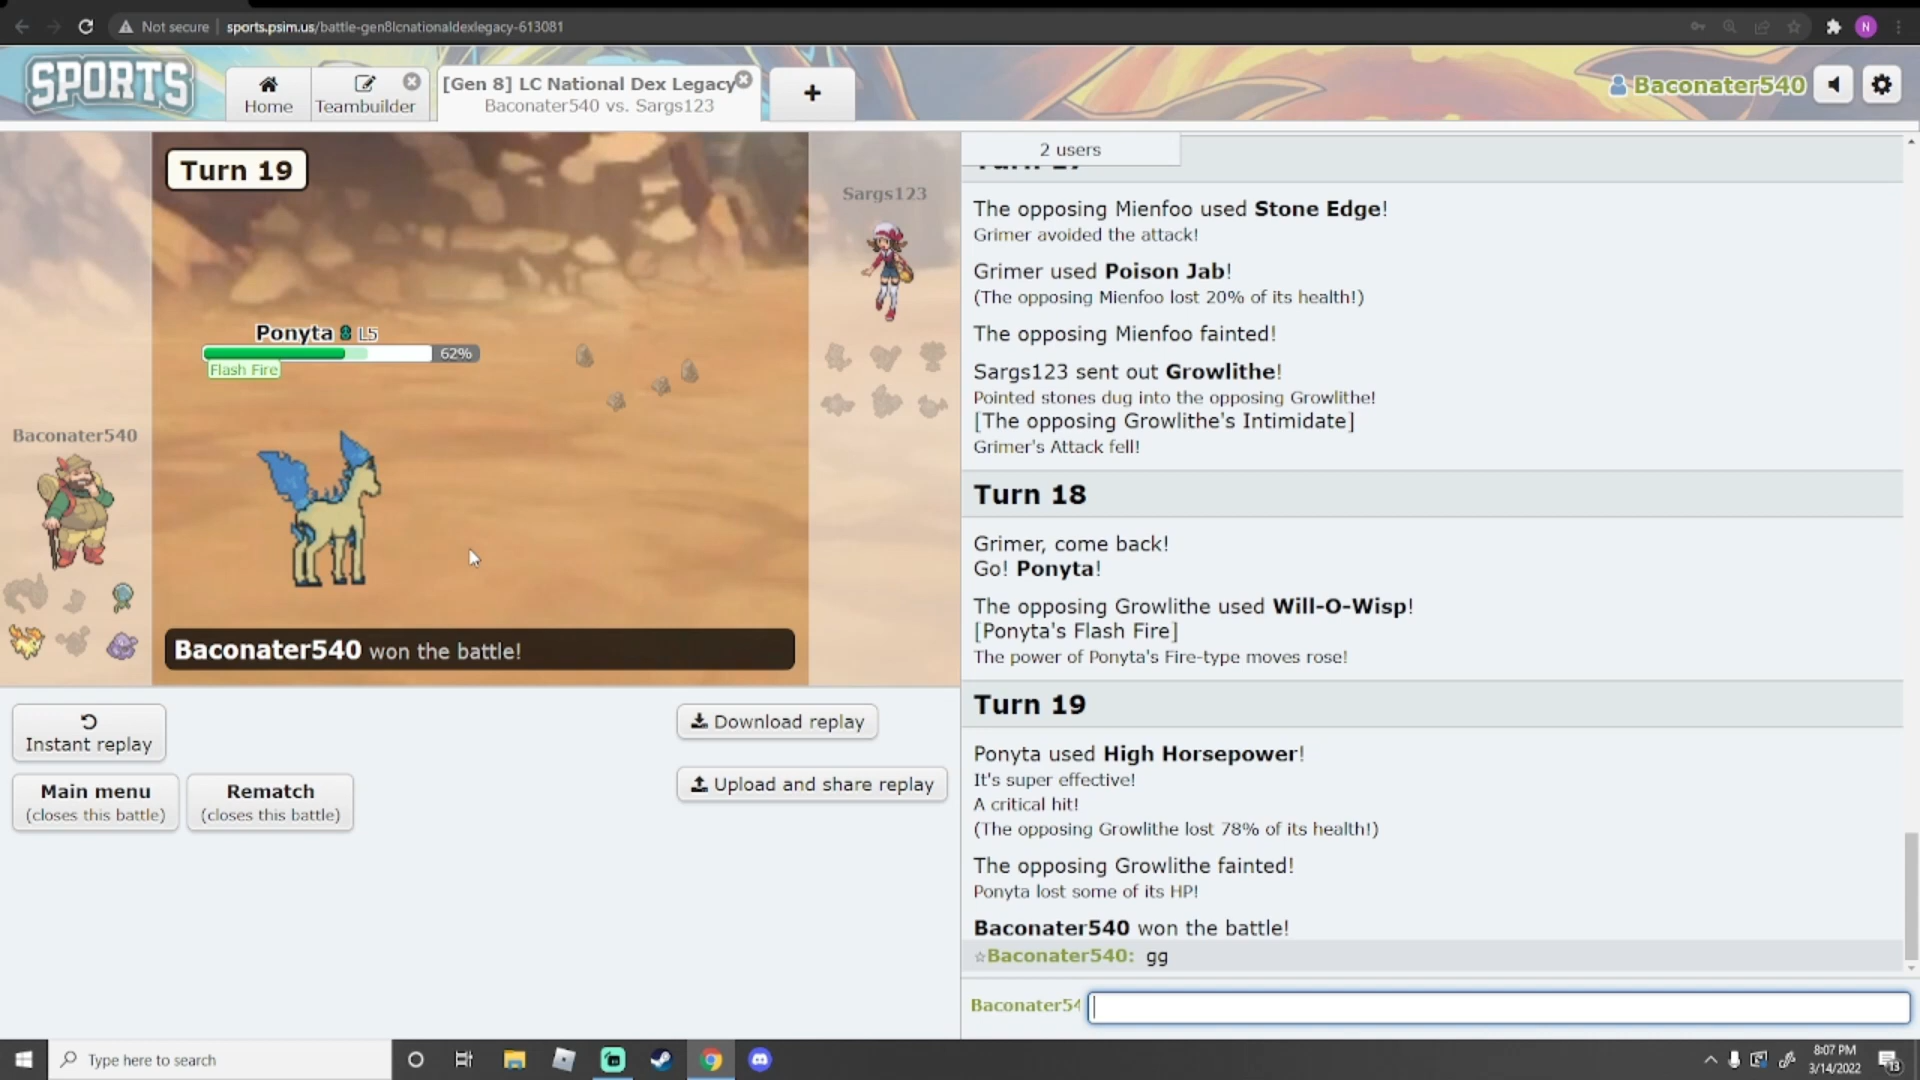 Not secure
sports.psim.us/battle-gen8lcnationaldexlegacy-613081
N
SPORTS
Home
Teambuilder
[Gen 8] LC National Dex Legacy
Baconater540 vs. Sargs123
+
Baconater540
Turn 19
Sargs123
Ponyta L5
62%
Flash Fire
Baconater540
Baconater540 won the battle!
Instant replay
Download replay
Upload and share replay
Main menu
(closes this battle)
Rematch
(closes this battle)
2 users
The opposing Mienfoo used Stone Edge!
Grimer avoided the attack!
Grimer used Poison Jab!
(The opposing Mienfoo lost 20% of its health!)
The opposing Mienfoo fainted!
Sargs123 sent out Growlithe!
Pointed stones dug into the opposing Growlithe!
[The opposing Growlithe's Intimidate]
Grimer's Attack fell!
Turn 18
Grimer, come back!
Go! Ponyta!
The opposing Growlithe used Will-O-Wisp!
[Ponyta's Flash Fire]
The power of Ponyta's Fire-type moves rose!
Turn 19
Ponyta used High Horsepower!
It's super effective!
A critical hit!
(The opposing Growlithe lost 78% of its health!)
The opposing Growlithe fainted!
Ponyta lost some of its HP!
Baconater540 won the battle!
☆Baconater540: gg
Baconater54
Type here to search
8:07 PM
3/14/2022
13